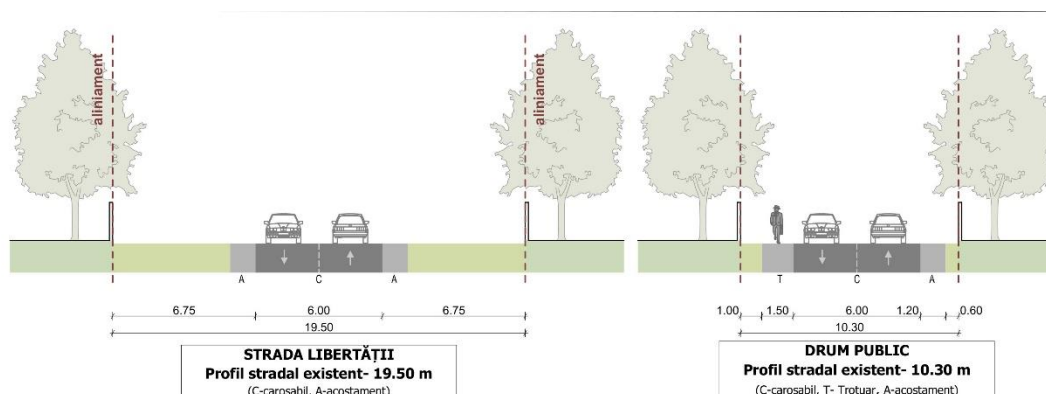 aliniament
aliniament
A C A
6.75 6.00 6.75
19.50
STRADA LIBERTĂȚII
Profil stradal existent- 19.50 m
(C-carosabil, A-acostament)
T C A
1.00 1.50 6.00 1.20 0.60
10.30
DRUM PUBLIC
Profil stradal existent- 10.30 m
(C-carosabil, T- Trotuar, A-acostament)